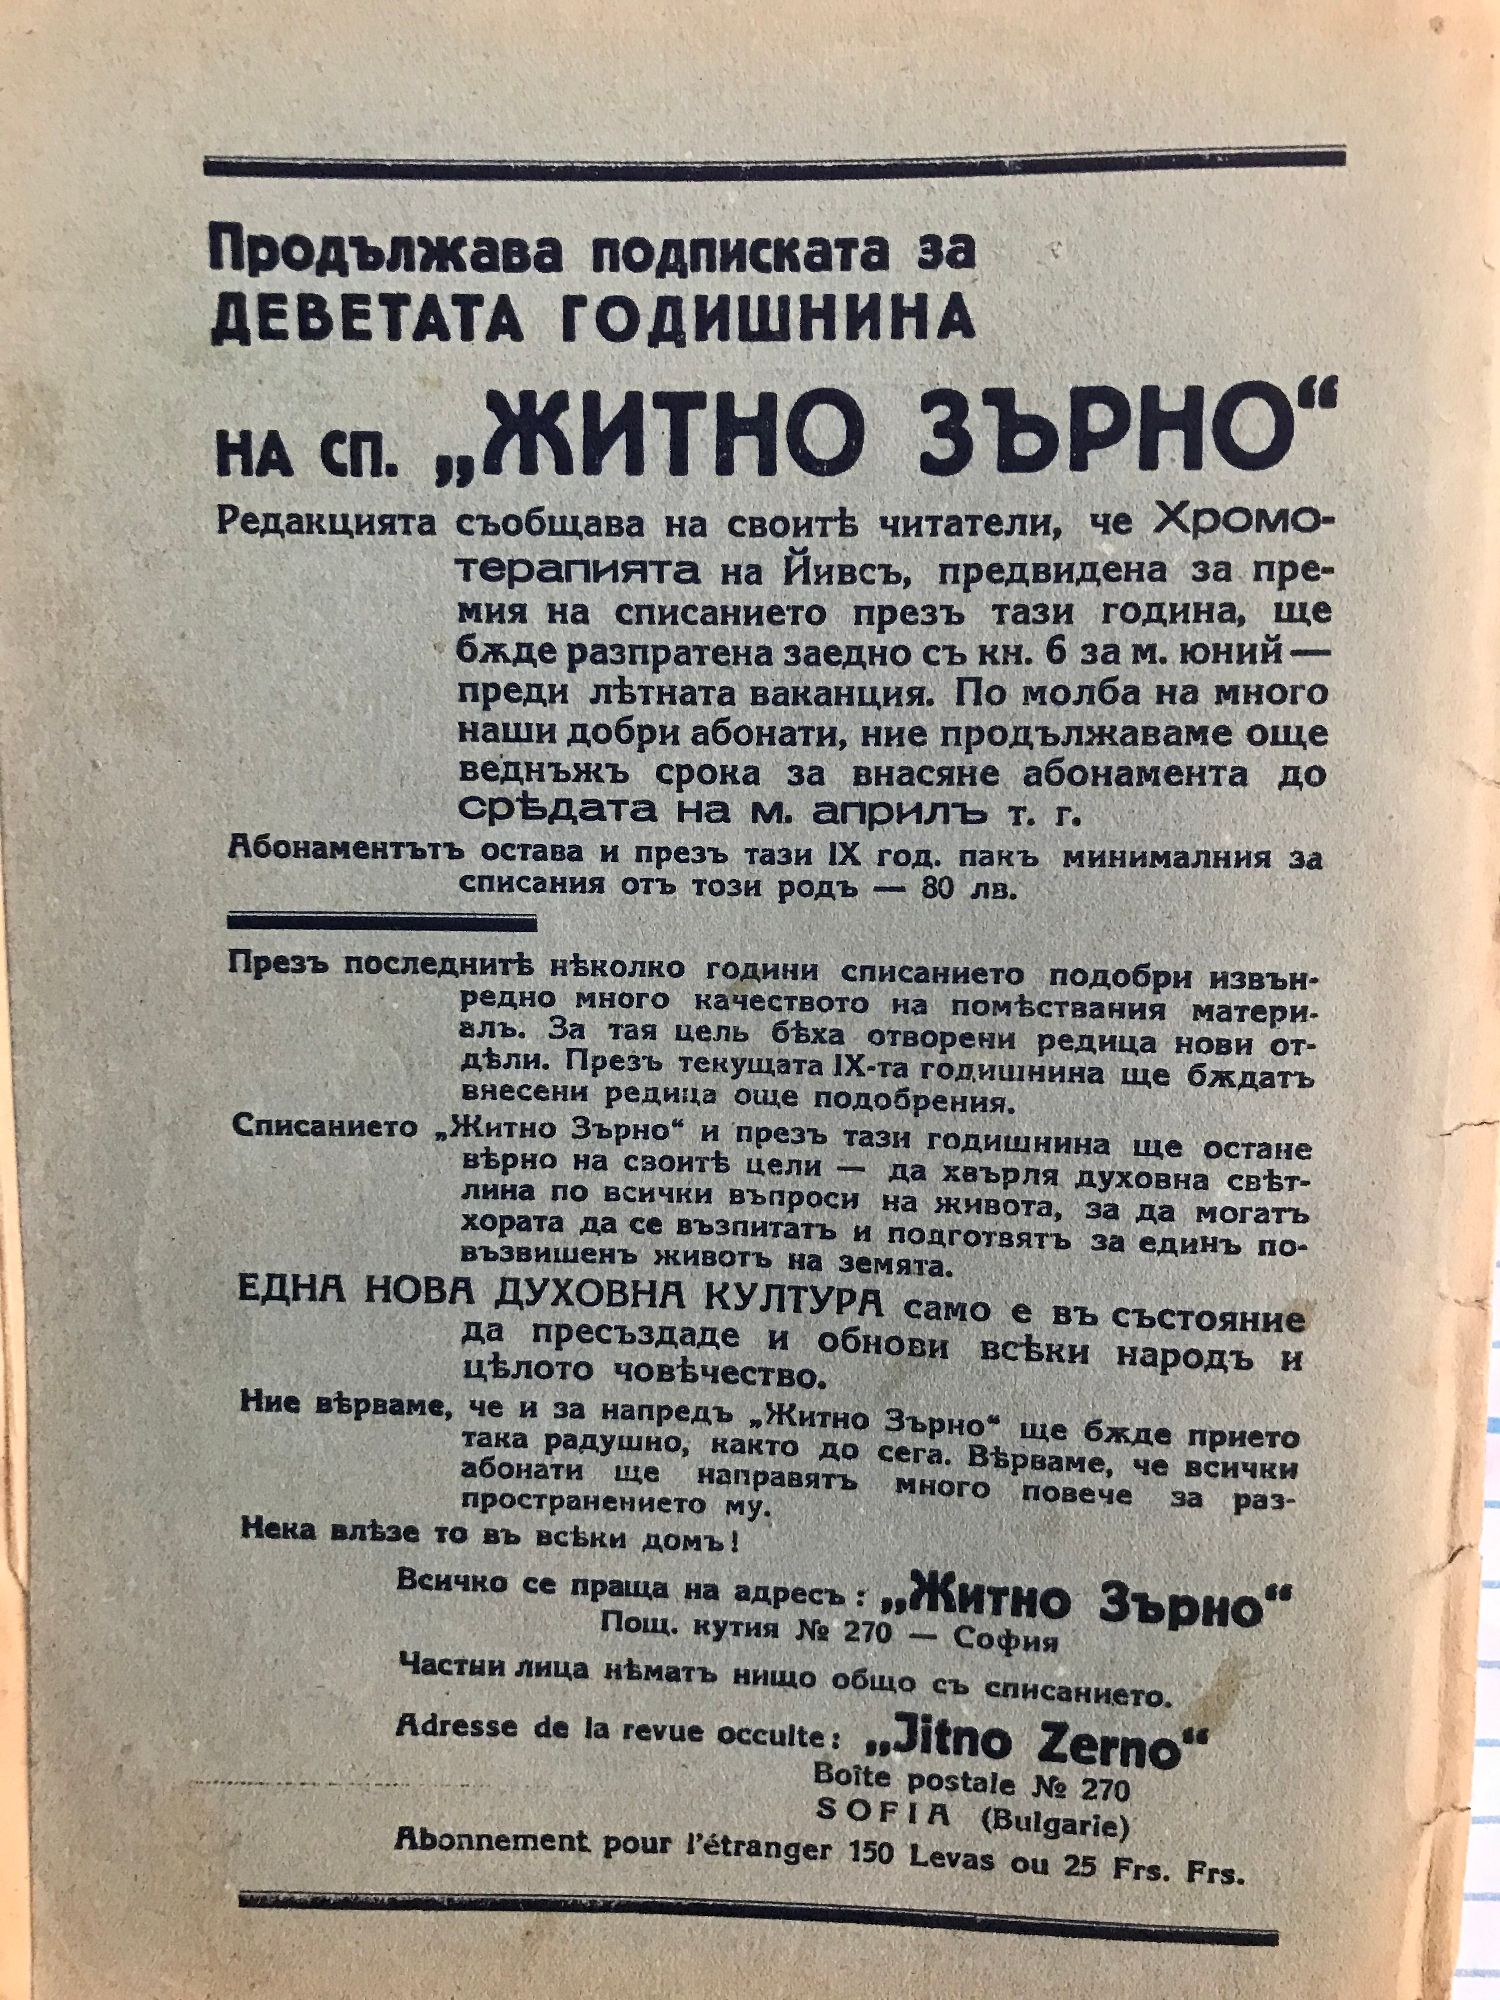 Продължава подписката за
ДЕВЕТАТА ГОДИШНИНА
НА СП. „ЖИТНО ЗЪРНО“
Редакцията съобщава на своитѣ читатели, че Хромо-
терапията на Йивсъ, предвидена за пре-
мия на списанието презъ тази година, ще
бѫде разпратена заедно съ кн. 6 за м. юний —
преди лѣтната ваканция. По молба на много
наши добри абонати, ние продължаваме още
веднъжъ срока за внасяне абонамента до
срѣдата на м. априлъ т. г.
Абонаментътъ остава и презъ тази IX год. пакъ минималния за
списания отъ този родъ — 80 лв.
Презъ последнитѣ нѣколко години списанието подобри извън-
редно много качеството на помѣствания матери-
алъ. За тая цель бѣха отворени редица нови от-
дѣли. Презъ текущата IX-та годишнина ще бѫдатъ
внесени редица още подобрения.
Списанието „Житно Зърно“ и презъ тази годишнина ще остане
вѣрно на своитѣ цели — да хвърля духовна свѣт-
лина по всички въпроси на живота, за да могатъ
хората да се възпитатъ и подготвятъ за единъ по-
възвишенъ животъ на земята.
ЕДНА НОВА ДУХОВНА КУЛТУРА само е въ състояние
да пресъздаде и обнови всѣки народъ и
цѣлото човѣчество.
Ние вѣрваме, че и за напредъ „Житно Зърно“ ще бѫде прието
така радушно, както до сега. Вѣрваме, че всички
абонати ще направятъ много повече за раз-
пространението му.
Нека влѣзе то въ всѣки домъ!
Всичко се праща на адресъ: „Житно Зърно“
Пощ. кутия № 270 — София
Частни лица нѣматъ нищо общо съ списанието.
Adresse de la revue occulte: „Jitno Zerno“
Boîte postale № 270
SOFIA (Bulgarie)
Abonnement pour l'étranger 150 Levas ou 25 Frs. Frs.